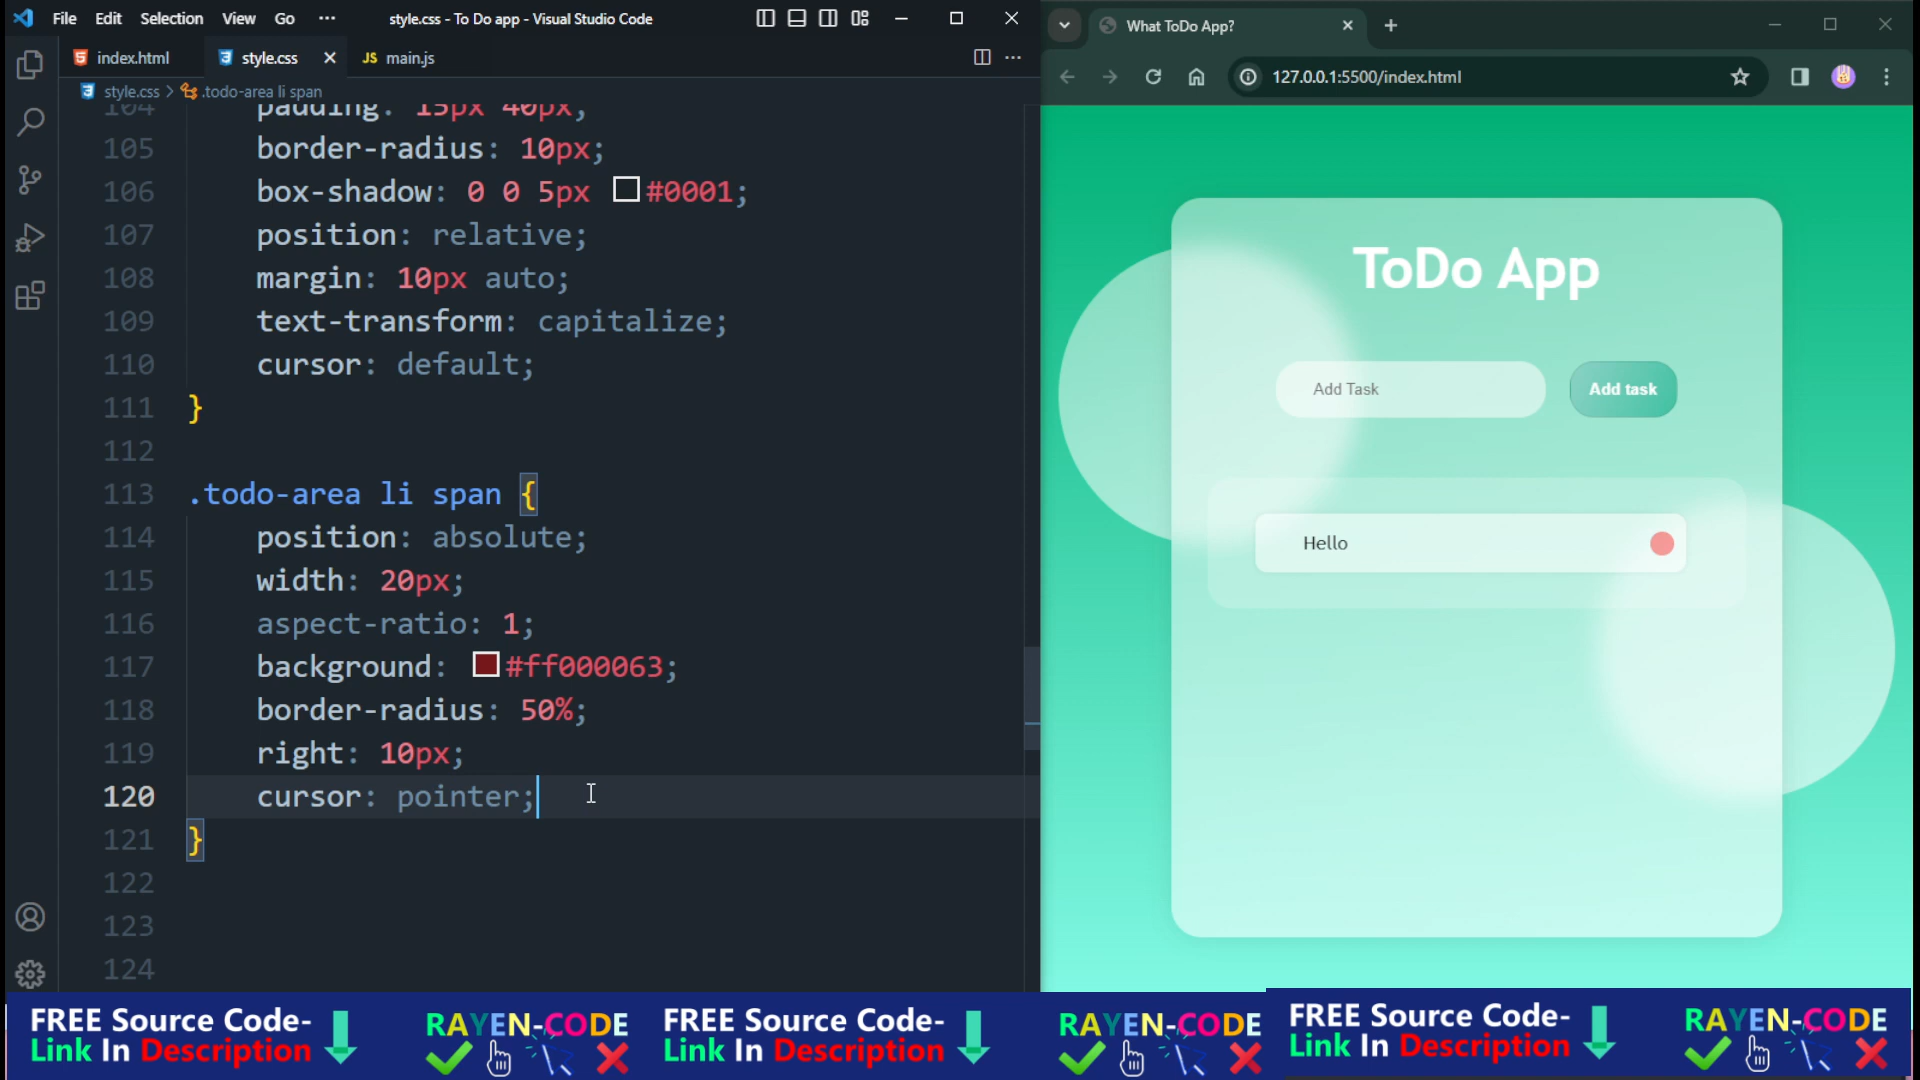 File Edit Selection View Go ··· style.css - To Do app - Visual Studio Code
index.html style.css JS main.js
style.css > .todo-area li span
104 padding: 15px 40px;
105 border-radius: 10px;
106 box-shadow: 0 0 5px #0001;
107 position: relative;
108 margin: 10px auto;
109 text-transform: capitalize;
110 cursor: default;
111 }
112
113 .todo-area li span {
114 position: absolute;
115 width: 20px;
116 aspect-ratio: 1;
117 background: #ff000063;
118 border-radius: 50%;
119 right: 10px;
120 cursor: pointer;
121 }
122
123
124
What ToDo App?
127.0.0.1:5500/index.html
ToDo App
Add Task Add task
Hello
FREE Source Code-
Link In Description
RAYEN-CODE
FREE Source Code-
Link In Description
RAYEN-CODE
FREE Source Code-
Link In Description
RAYEN-CODE